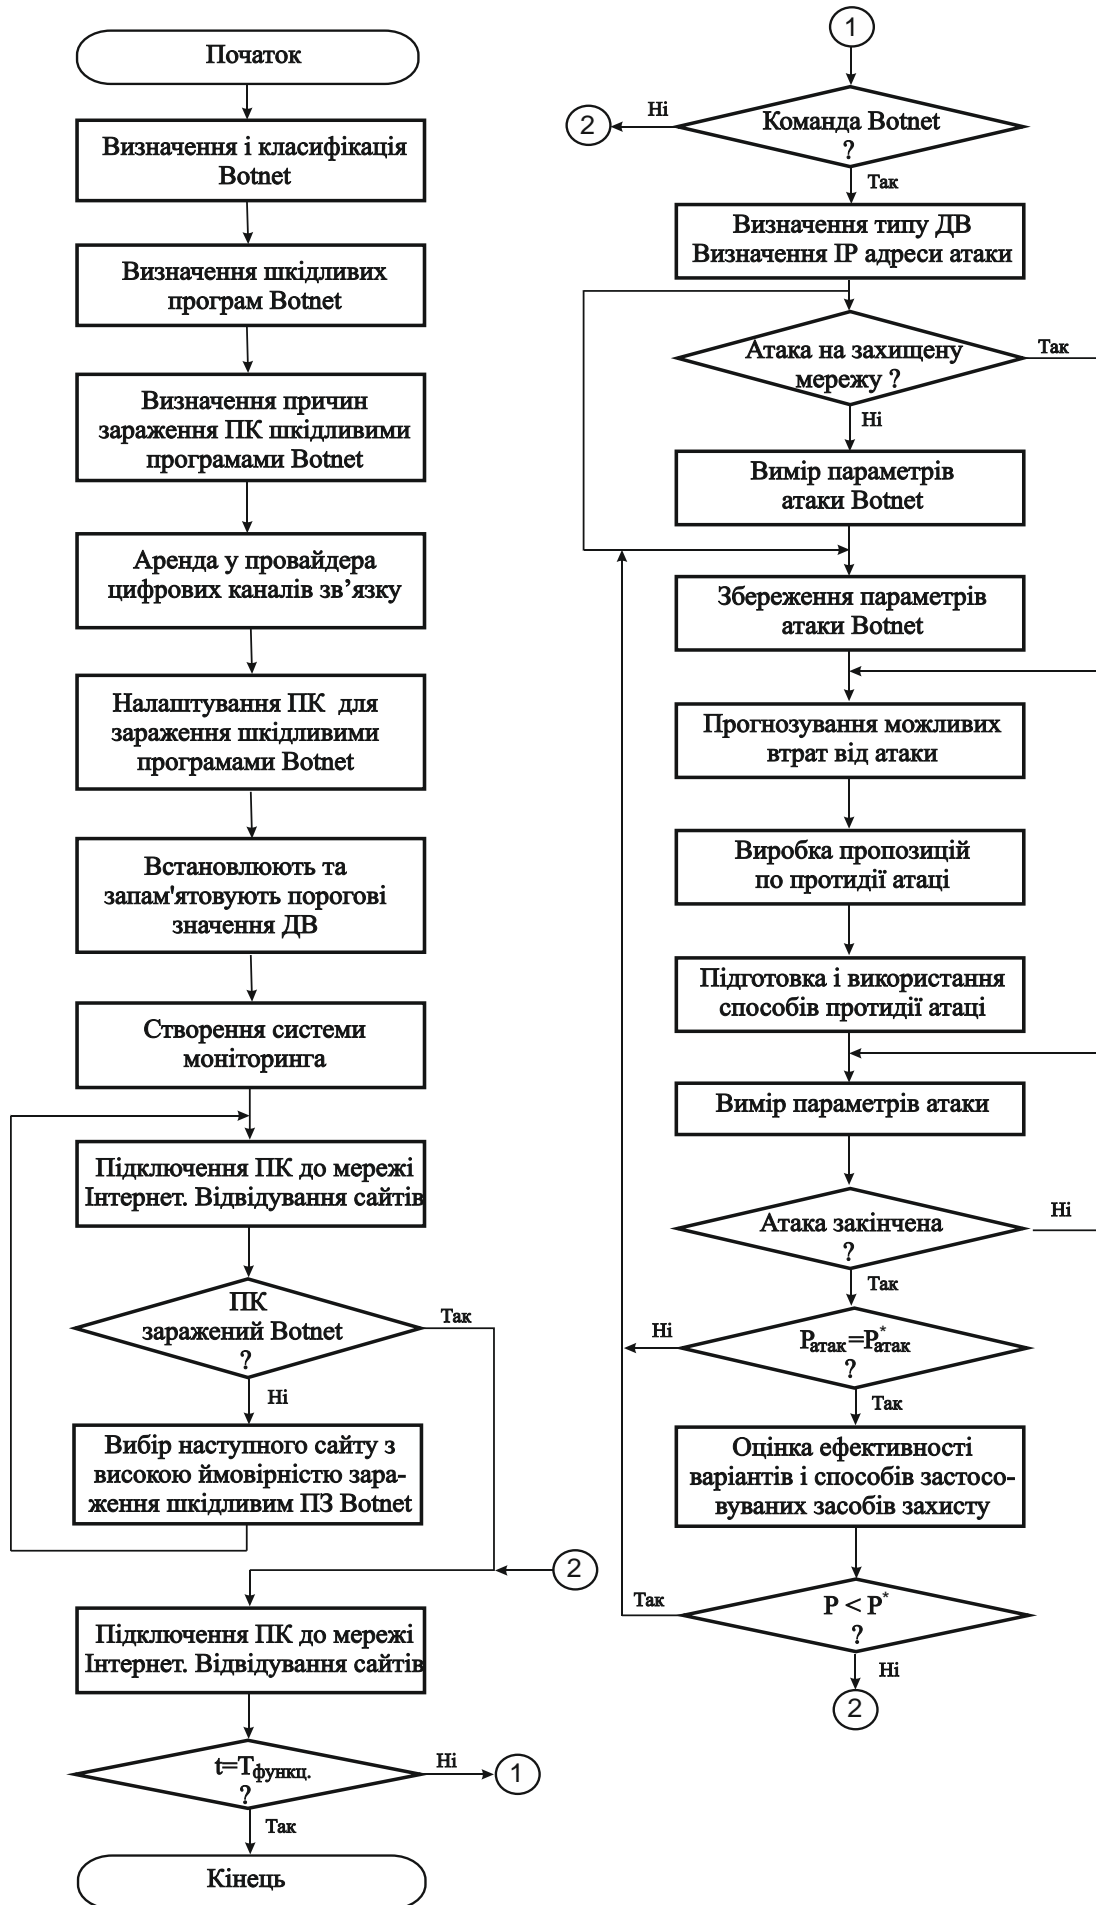 Початок
Визначення і класифікація
Botnet
Визначення шкідливих
програм Botnet
Визначення причин
зараження ПК шкідливими
програмами Botnet
Аренда у провайдера
цифрових каналів зв’язку
Налаштування ПК для
зараження шкідливими
програмами Botnet
Встановлюють та
запам'ятовують порогові
значення ДВ
Створення системи
моніторинга
Підключення ПК до мережі
Інтернет. Відвідування сайтів
ПК
заражений Botnet
?
Так
Ні
Вибір наступного сайту з
високою ймовірністю зара-
ження шкідливим ПЗ Botnet
2
Підключення ПК до мережі
Інтернет. Відвідування сайтів
t=Tфункц.
?
Ні
1
Так
Кінець
1
Ні
2
Команда Botnet
?
Так
Визначення типу ДВ
Визначення IP адреси атаки
Атака на захищену
мережу ?
Так
Ні
Вимір параметрів
атаки Botnet
Збереження параметрів
атаки Botnet
Прогнозування можливих
втрат від атаки
Виробка пропозицій
по протидії атаці
Підготовка і використання
способів протидії атаці
Вимір параметрів атаки
Атака закінчена
?
Ні
Так
Ні
Pатак=P*атак
?
Так
Оцінка ефективності
варіантів і способів застосо-
вуваних засобів захисту
Так
P < P*
?
Ні
2